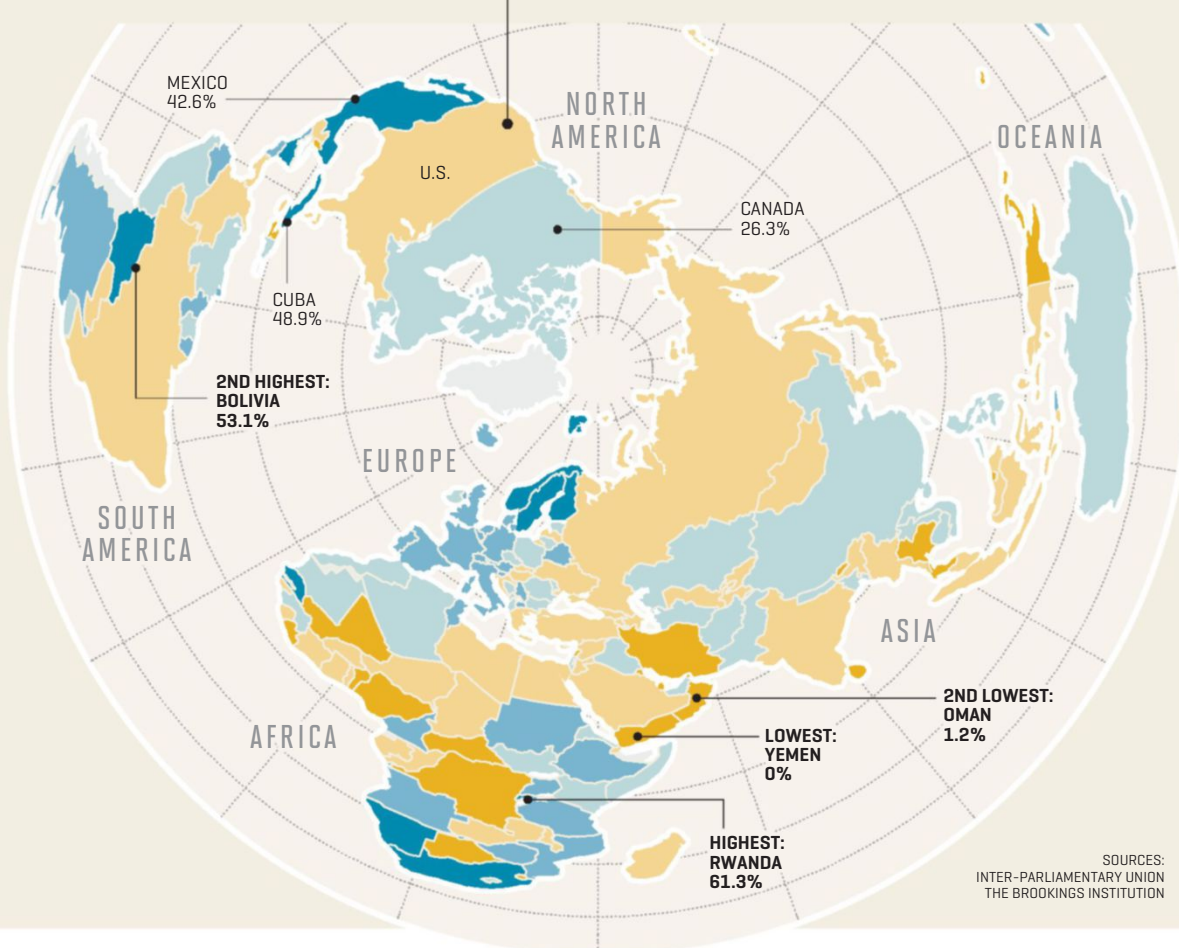 MEXICO
42.6%
NORTH
AMERICA
OCEANIA
U.S.
CANADA
26.3%
CUBA
48.9%
2ND HIGHEST:
BOLIVIA
53.1%
EUROPE
SOUTH
AMERICA
ASIA
AFRICA
2ND LOWEST:
OMAN
1.2%
LOWEST:
YEMEN
0%
HIGHEST:
RWANDA
61.3%
SOURCES:
INTER-PARLIAMENTARY UNION
THE BROOKINGS INSTITUTION